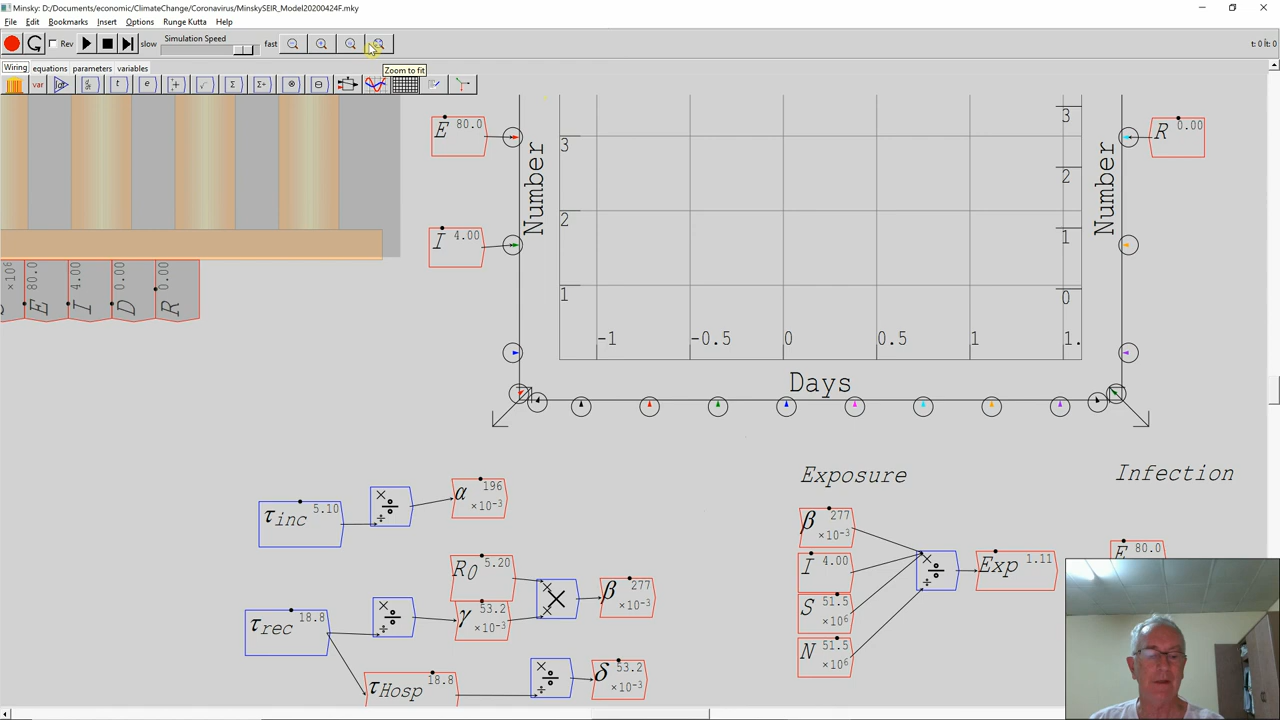 Minsky: D:/Documents/economic/ClimateChange/Coronavirus/MinskySEIR_Model20200424F.mky
File Edit Bookmarks Insert Options Runge Kutta Help
Rev slow Simulation Speed fast t: 0 Δt: 0
Zoom to fit
Wiring equations parameters variables
var
E 80.0
I 4.00
R 0.00
Number
3
2
1
Number
3
2
1
0
-1 -0.5 0 0.5 1 1.
Days
×10⁶
E 80.0
I 4.00
D 0.00
R 0.00
Exposure
Infection
τinc 5.10
α 196 ×10⁻³
R0 5.20
γ 53.2 ×10⁻³
β 277 ×10⁻³
τrec 18.8
τHosp 18.8
δ 53.2 ×10⁻³
β 277 ×10⁻³
I 4.00
S 51.5 ×10⁶
N 51.5 ×10⁶
Exp 1.11
E 80.0